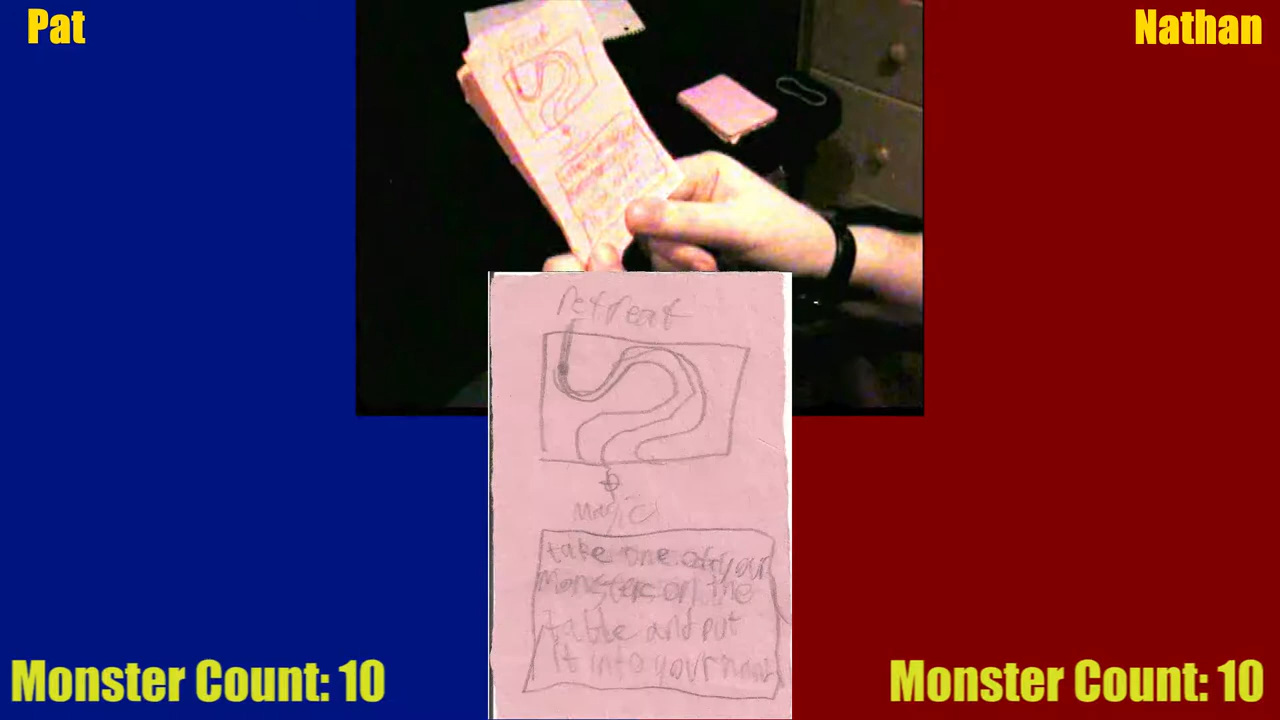 Pat
Nathan
Retreat
Magic
take one of your
Monsters on the
table and put
it into your hand
Monster Count: 10
Monster Count: 10